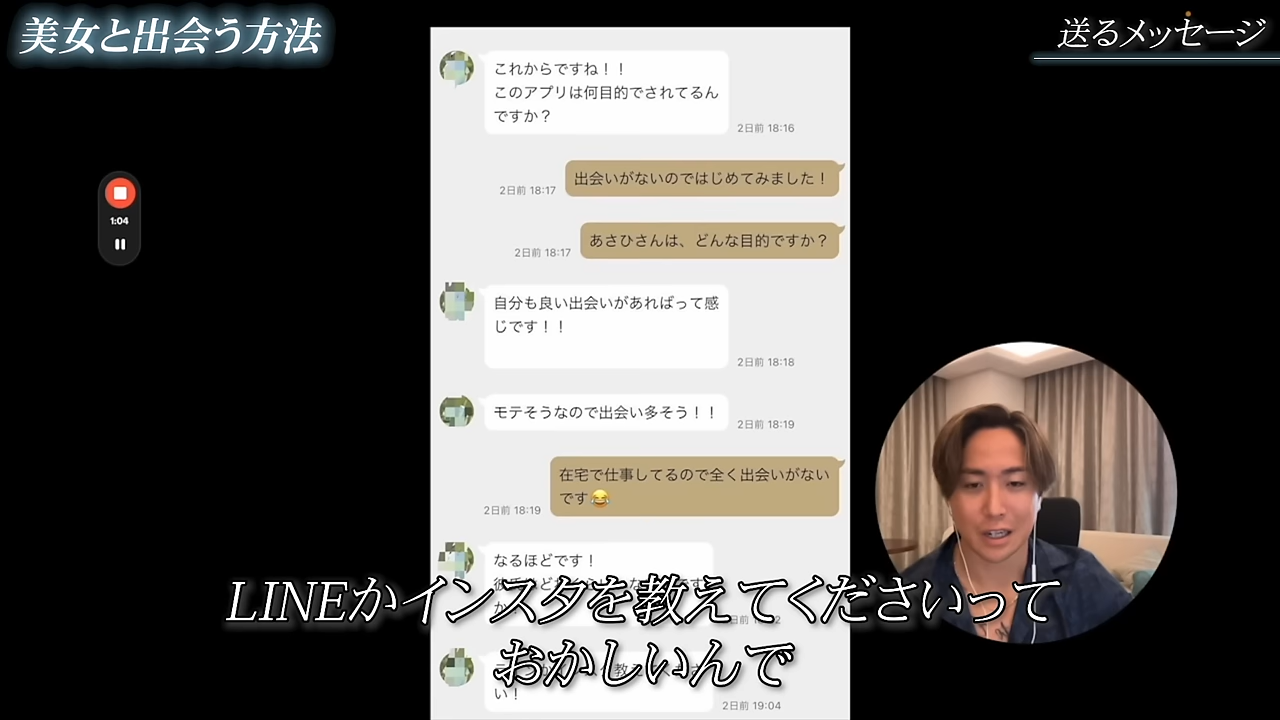 美女と出会う方法
送るメッセージ
これからですね！！
このアプリは何目的でされてるん
ですか？
2日前 18:16
出会いがないのではじめてみました！
2日前 18:17
1:04
あさひさんは、どんな目的ですか？
2日前 18:17
自分も良い出会いがあればって感
じです！！
2日前 18:18
モテそうなので出会い多そう！！
2日前 18:19
在宅で仕事してるので全く出会いがない
です😂
2日前 18:19
なるほどです！
LINEかインスタを教えてくださいって
おかしいんで
い！
2日前 19:04